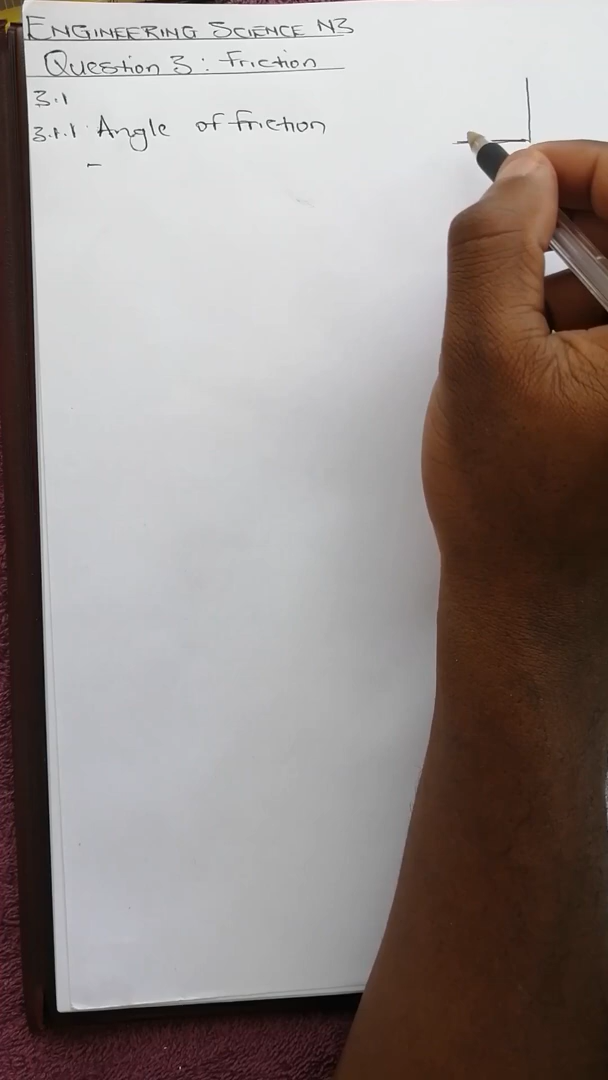 ENGINEERING SCIENCE N3
Question 3: Friction
3.1
3.1.1 Angle of friction
-